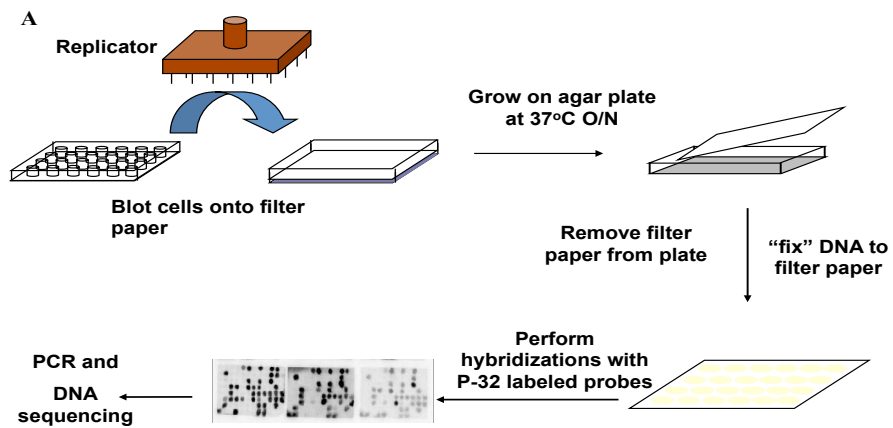 A
Replicator
Grow on agar plate
at 37ºC O/N
Blot cells onto filter
paper
Remove filter
paper from plate
“fix” DNA to
filter paper
Perform
hybridizations with
P-32 labeled probes
PCR and
DNA
sequencing